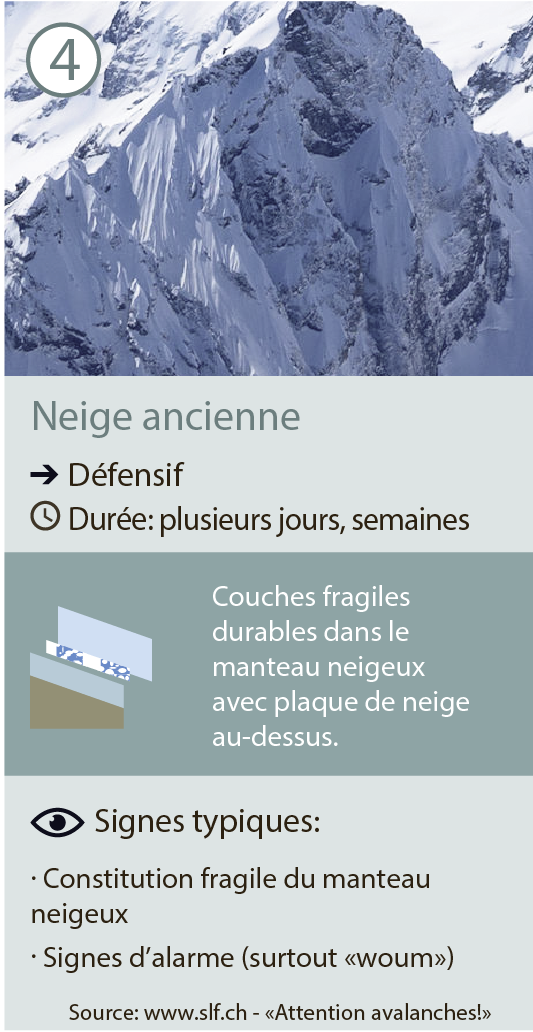 4
Neige ancienne
➔ Défensif
Durée: plusieurs jours, semaines
Couches fragiles
durables dans le
manteau neigeux
avec plaque de neige
au-dessus.
Signes typiques:
· Constitution fragile du manteau
neigeux
· Signes d’alarme (surtout «woum»)
Source: www.slf.ch - «Attention avalanches!»